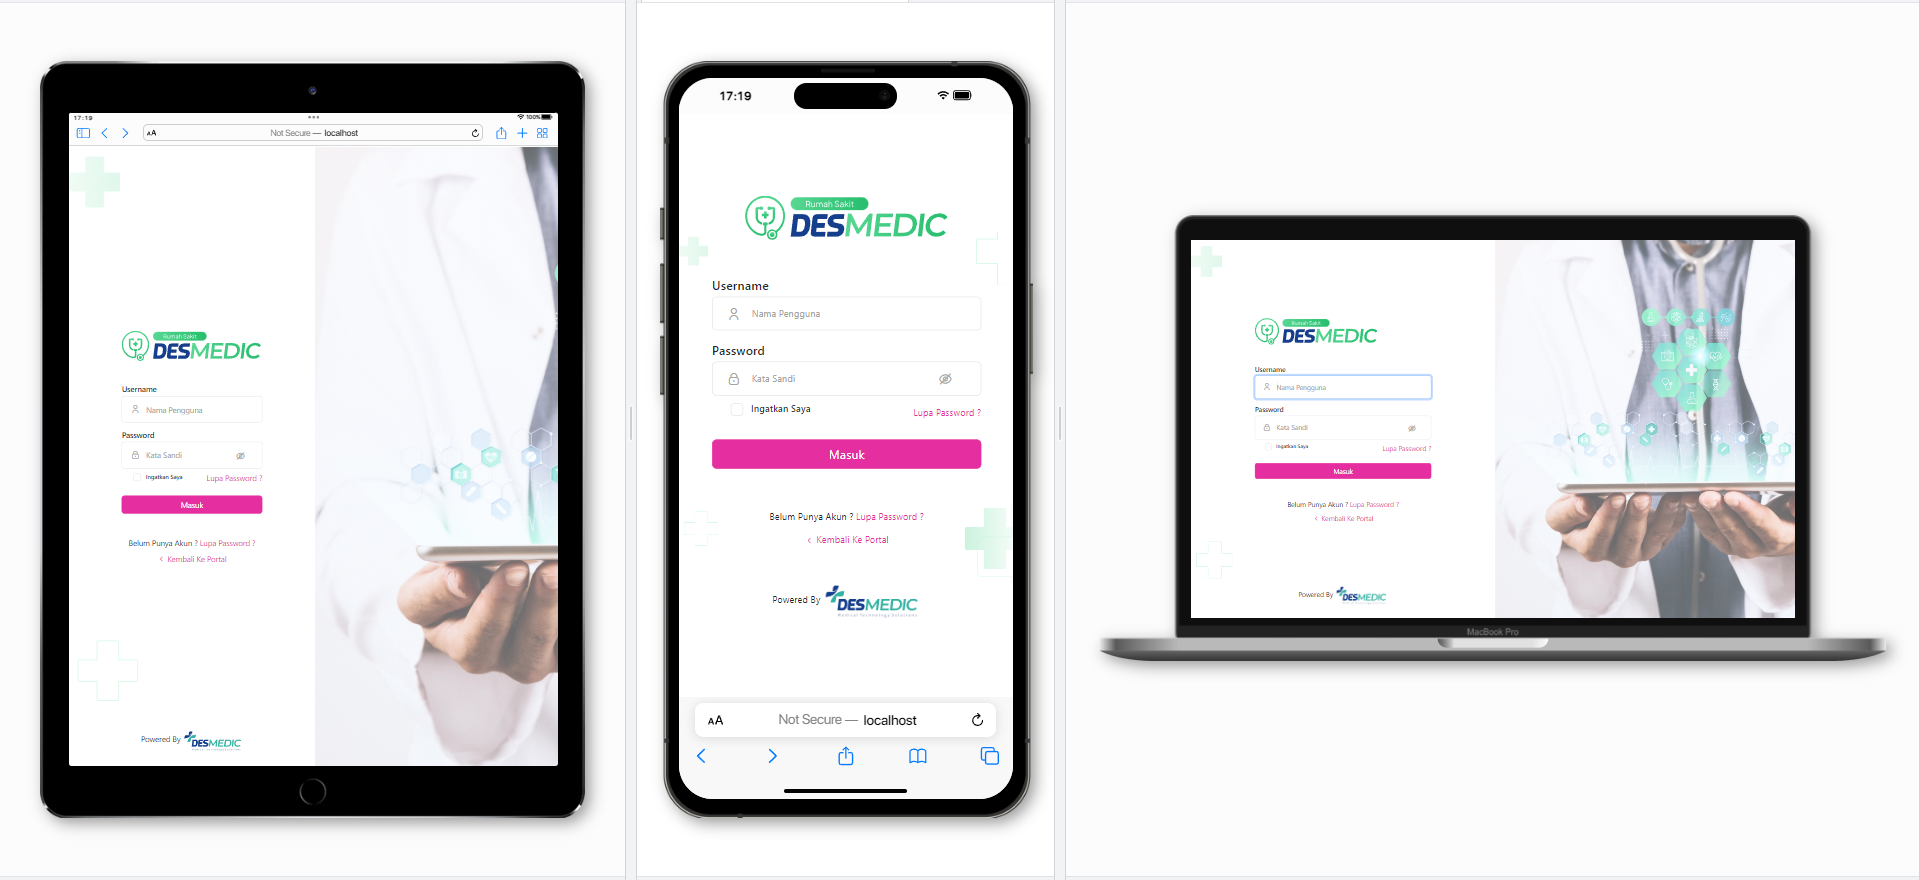 17:19
100%
AA
Not Secure — localhost
Rumah Sakit
DESMEDIC
Username
Nama Pengguna
Password
Kata Sandi
Ingatkan Saya
Lupa Password ?
Masuk
Belum Punya Akun ? Lupa Password ?
< Kembali Ke Portal
Powered By DESMEDIC
17:19
Rumah Sakit
DESMEDIC
Username
Nama Pengguna
Password
Kata Sandi
Ingatkan Saya
Lupa Password ?
Masuk
Belum Punya Akun ? Lupa Password ?
< Kembali Ke Portal
Powered By DESMEDIC
Medical Technology Solutions
AA
Not Secure — localhost
Rumah Sakit
DESMEDIC
Username
Nama Pengguna
Password
Kata Sandi
Ingatkan Saya
Lupa Password ?
Masuk
Belum Punya Akun ? Lupa Password ?
< Kembali Ke Portal
Powered By DESMEDIC
MacBook Pro